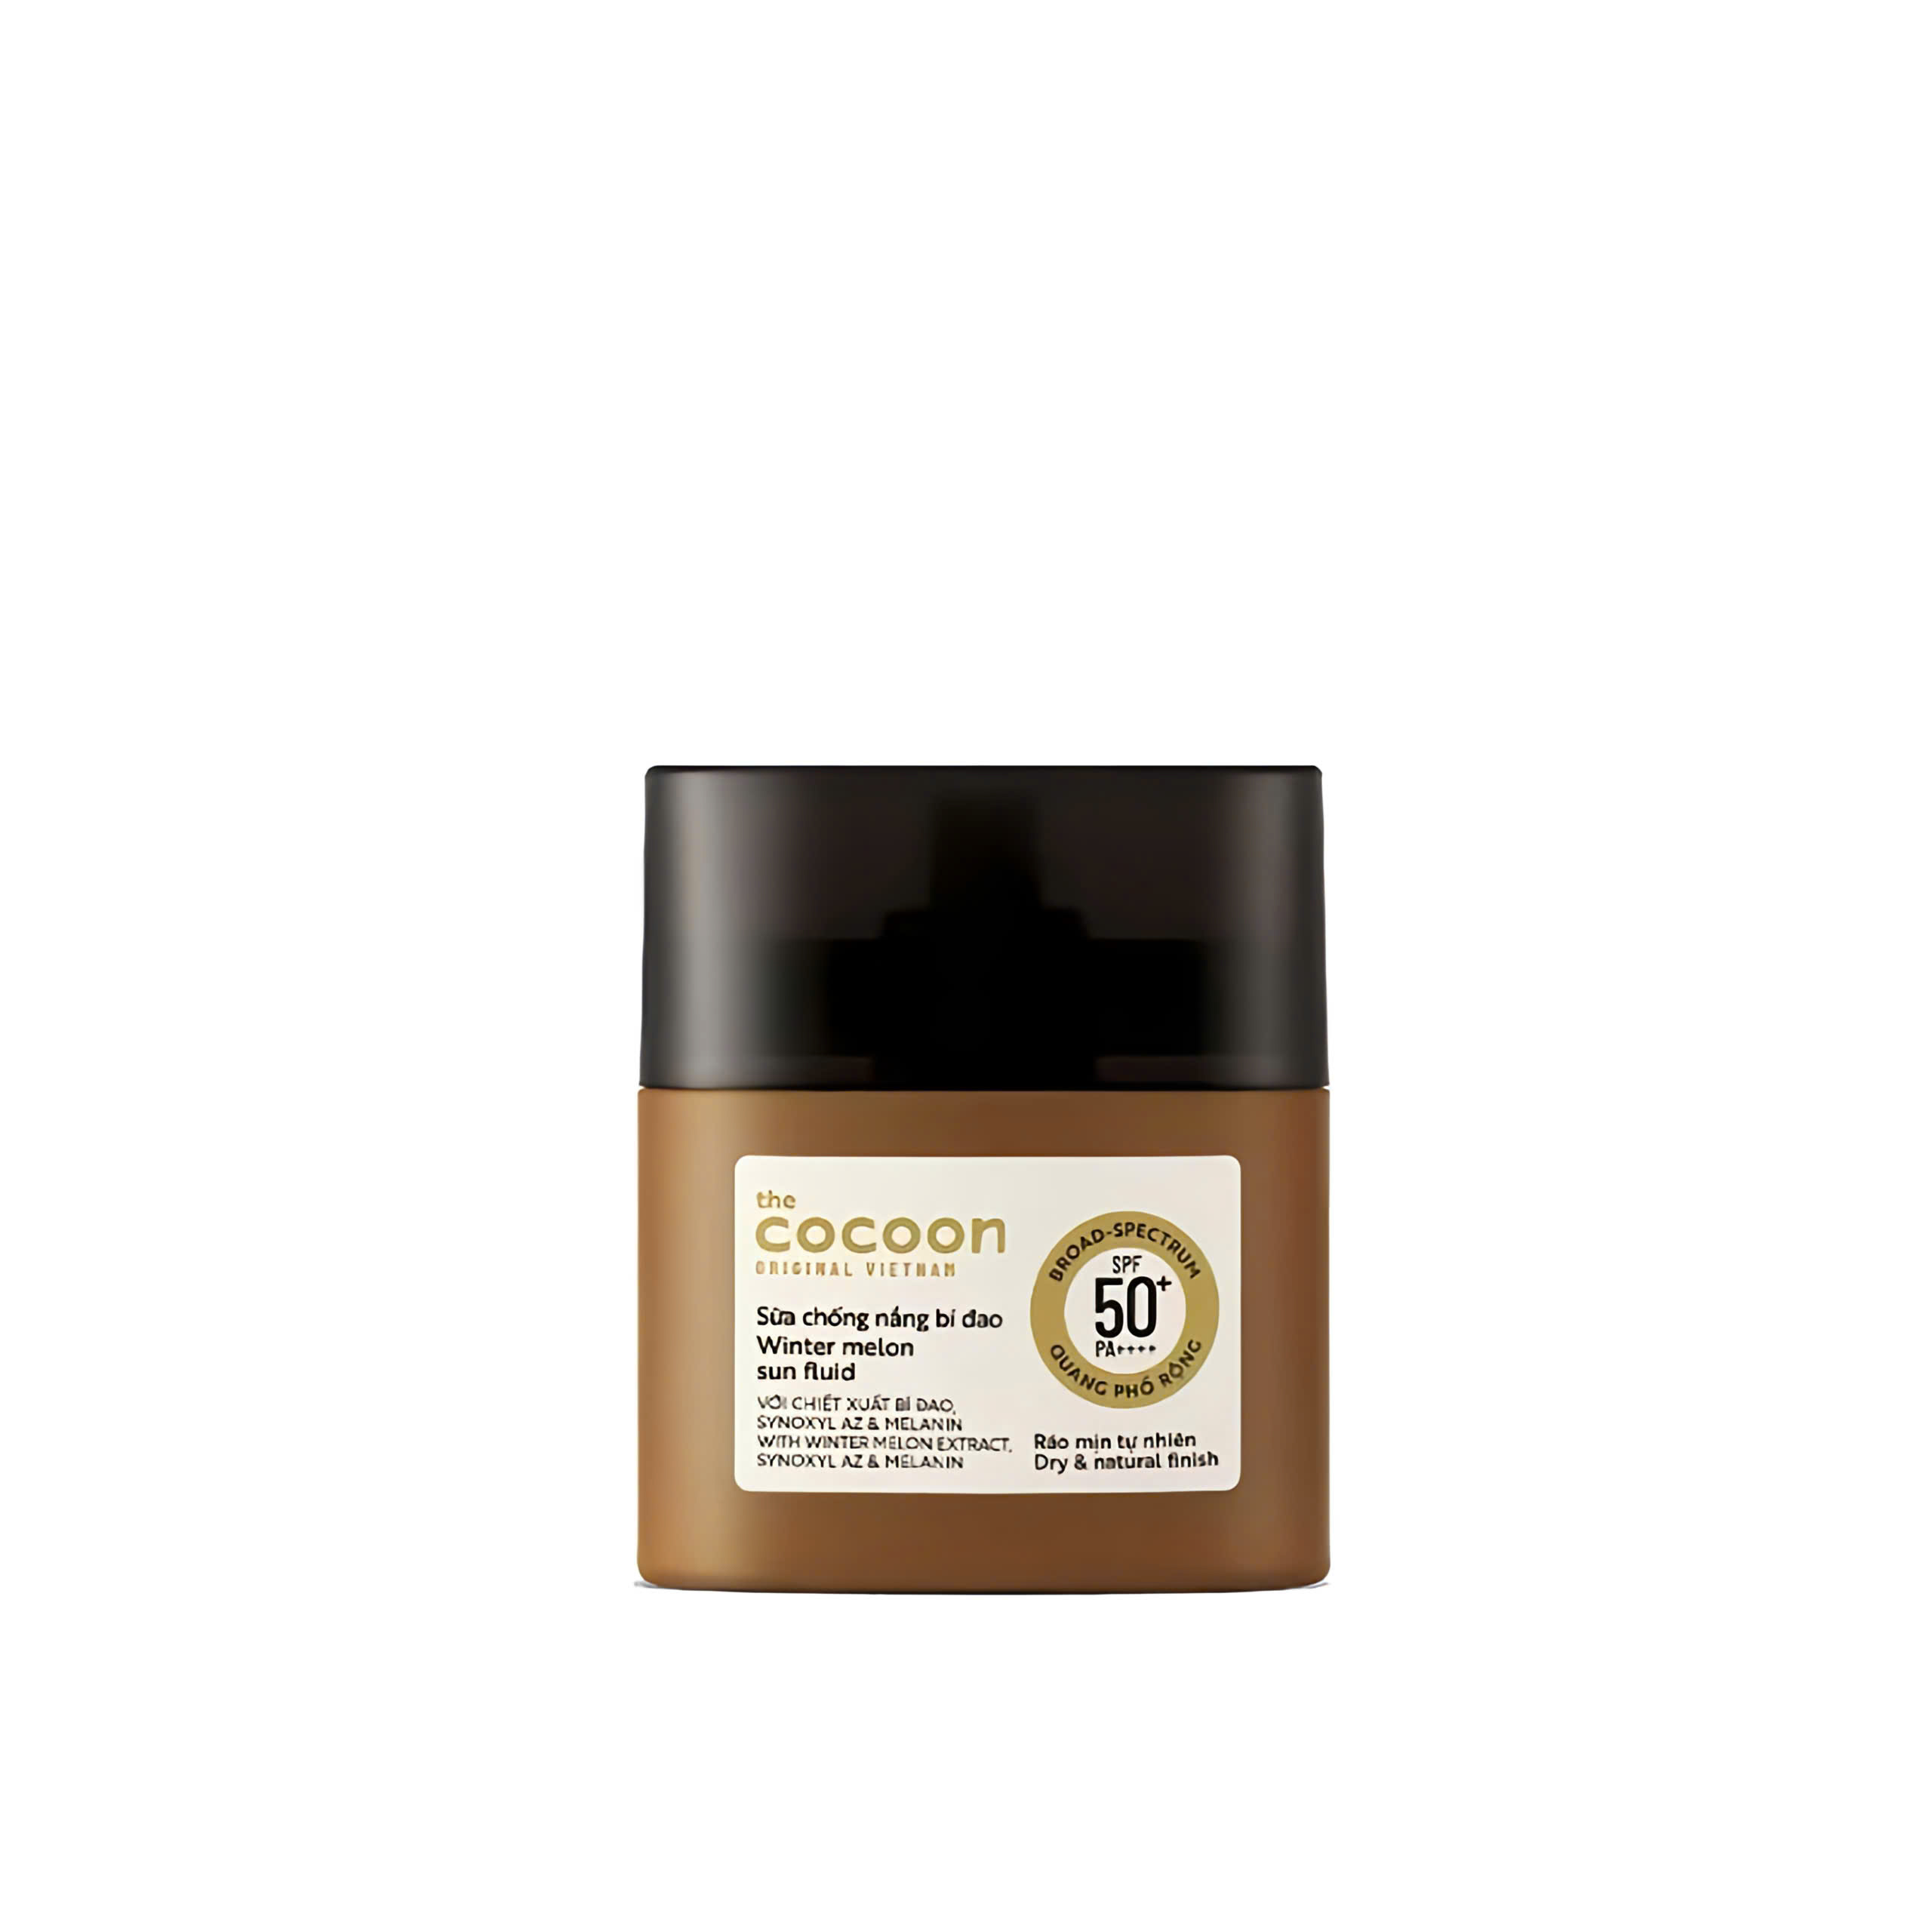 the
cocoon
ORIGINAL VIETNAM
Sữa chống nắng bí đao
Winter melon
sun fluid
VỚI CHIẾT XUẤT BÍ ĐAO,
SYNOXYL AZ & MELANIN
WITH WINTER MELON EXTRACT,
SYNOXYL AZ & MELANIN
BROAD-SPECTRUM
SPF
50+
PA++++
QUANG PHỔ RỘNG
Ráo mịn tự nhiên
Dry & natural finish